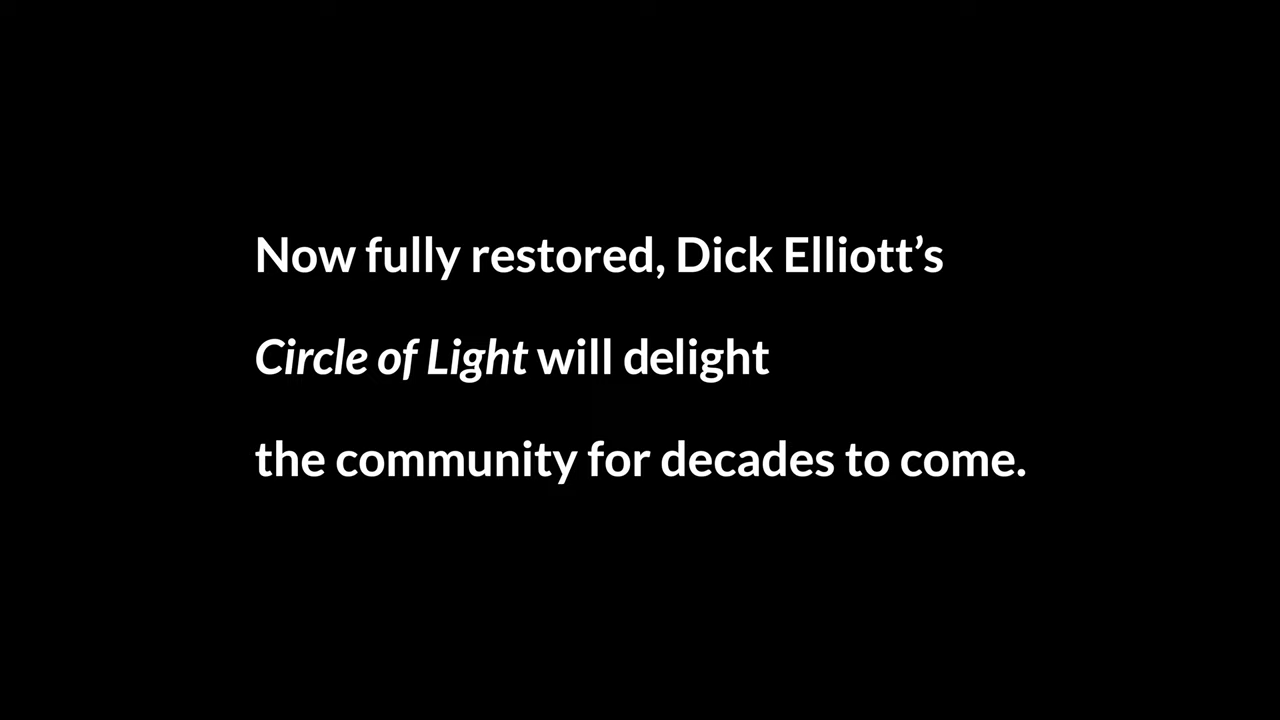 Now fully restored, Dick Elliott’s
Circle of Light will delight
the community for decades to come.